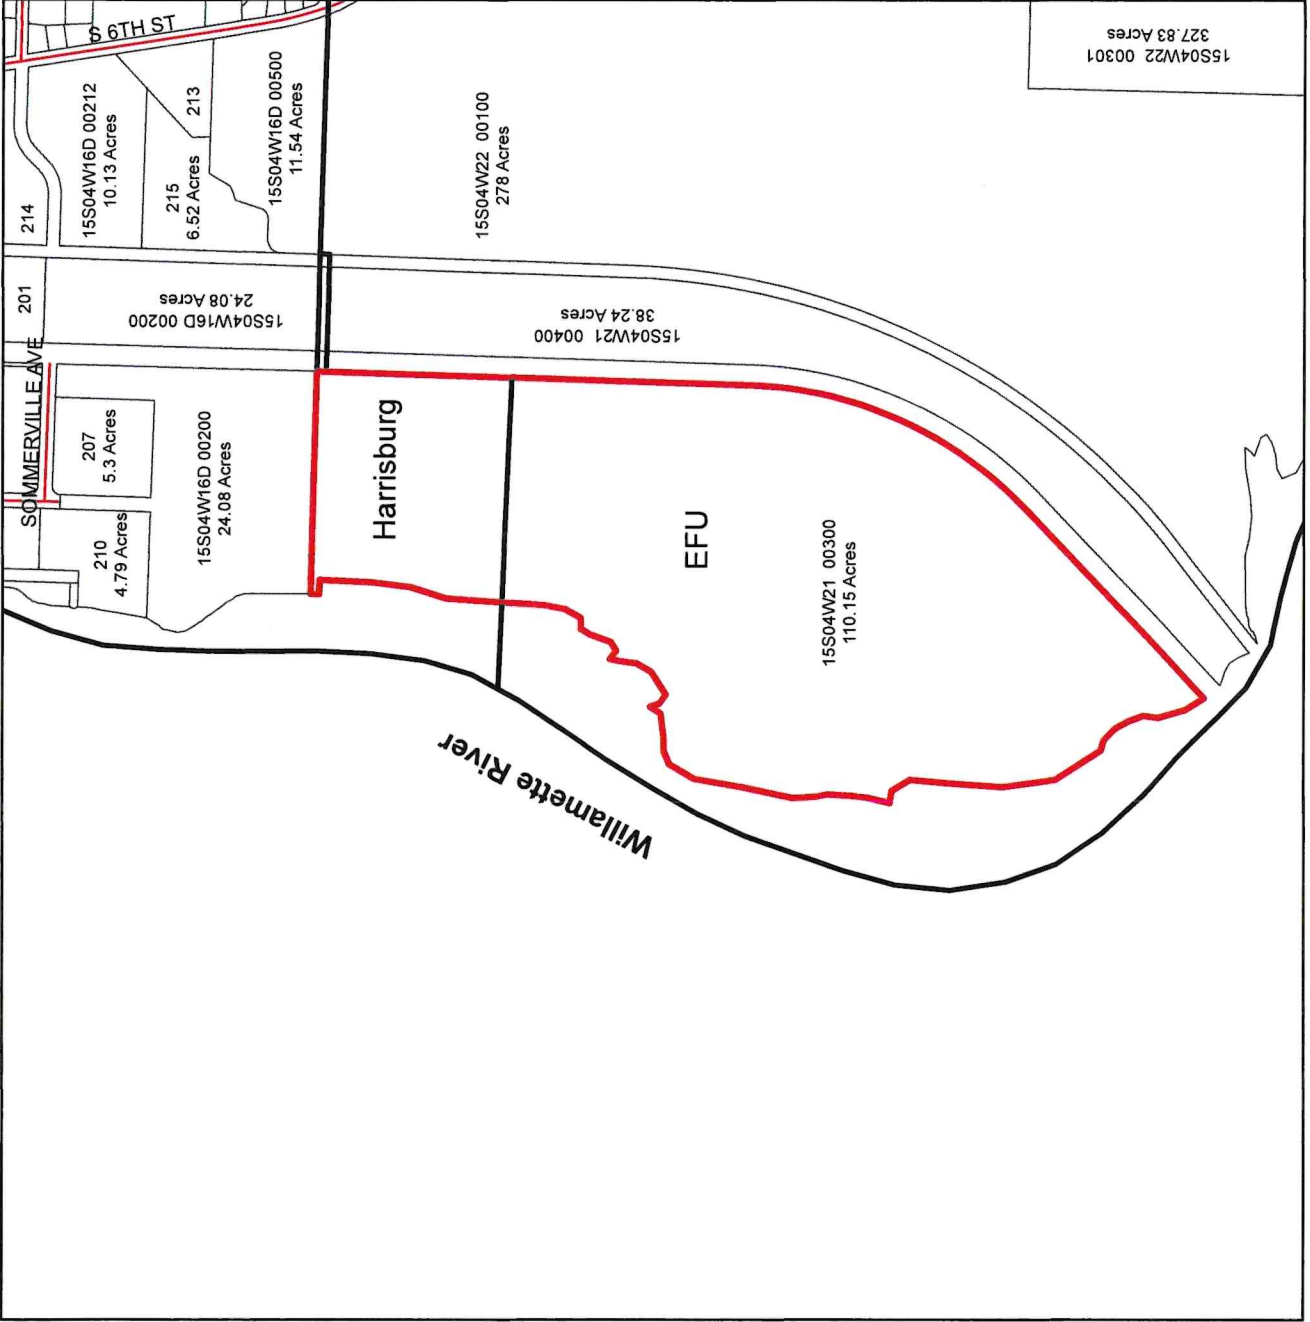 S 6TH ST
15S04W22 00301
327.83 Acres
214
15S04W16D 00212
10.13 Acres
213
215
6.52 Acres
15S04W16D 00500
11.54 Acres
15S04W22 00100
278 Acres
201
15S04W16D 00200
24.08 Acres
15S04W21 00400
38.24 Acres
SOMMERVILLE AVE
207
5.3 Acres
210
4.79 Acres
15S04W16D 00200
24.08 Acres
Harrisburg
EFU
15S04W21 00300
110.15 Acres
Willamette River